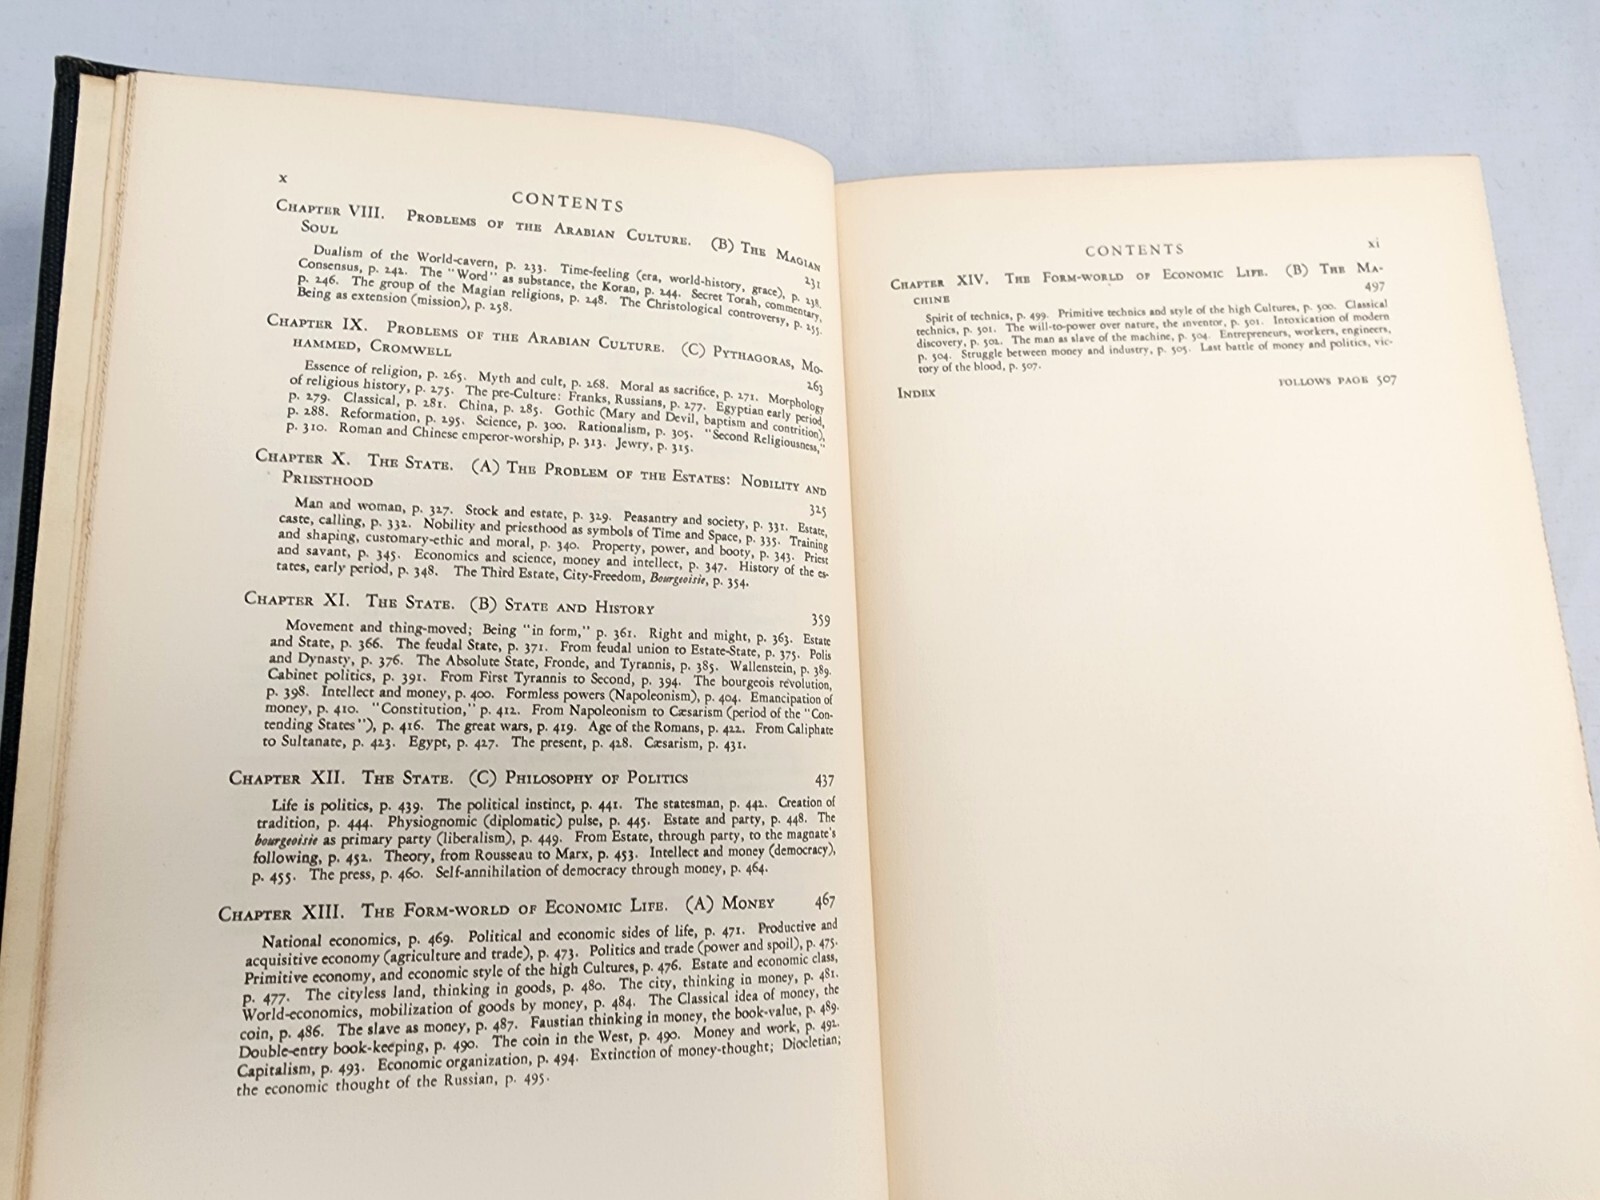 x
CONTENTS
Chapter VIII. Problems of the Arabian Culture. (B) The Magian
Soul 231
Dualism of the World-cavern, p. 233. Time-feeling (era, world-history, grace), p. 238.
Consensus, p. 242. The "Word" as substance, the Koran, p. 244. Secret Torah, commentary,
p. 246. The group of the Magian religions, p. 248. The Christological controversy, p. 255.
Being as extension (mission), p. 258.
Chapter IX. Problems of the Arabian Culture. (C) Pythagoras, Mo-
hammed, Cromwell 263
Essence of religion, p. 265. Myth and cult, p. 268. Moral as sacrifice, p. 271. Morphology
of religious history, p. 275. The pre-Culture: Franks, Russians, p. 277. Egyptian early period,
p. 279. Classical, p. 281. China, p. 285. Gothic (Mary and Devil, baptism and contrition),
p. 288. Reformation, p. 295. Science, p. 300. Rationalism, p. 305. "Second Religiousness,"
p. 310. Roman and Chinese emperor-worship, p. 313. Jewry, p. 315.
Chapter X. The State. (A) The Problem of the Estates: Nobility and
Priesthood 325
Man and woman, p. 327. Stock and estate, p. 329. Peasantry and society, p. 331. Estate,
caste, calling, p. 332. Nobility and priesthood as symbols of Time and Space, p. 335. Training
and shaping, customary-ethic and moral, p. 340. Property, power, and booty, p. 343. Priest
and savant, p. 345. Economics and science, money and intellect, p. 347. History of the es-
tates, early period, p. 348. The Third Estate, City-Freedom, Bourgeoisie, p. 354.
Chapter XI. The State. (B) State and History 359
Movement and thing-moved; Being "in form," p. 361. Right and might, p. 363. Estate
and State, p. 366. The feudal State, p. 371. From feudal union to Estate-State, p. 375. Polis
and Dynasty, p. 376. The Absolute State, Fronde, and Tyrannis, p. 385. Wallenstein, p. 389.
Cabinet politics, p. 391. From First Tyrannis to Second, p. 394. The bourgeois revolution,
p. 398. Intellect and money, p. 400. Formless powers (Napoleonism), p. 404. Emancipation of
money, p. 410. "Constitution," p. 412. From Napoleonism to Cæsarism (period of the "Con-
tending States"), p. 416. The great wars, p. 419. Age of the Romans, p. 422. From Caliphate
to Sultanate, p. 423. Egypt, p. 427. The present, p. 428. Cæsarism, p. 431.
Chapter XII. The State. (C) Philosophy of Politics 437
Life is politics, p. 439. The political instinct, p. 441. The statesman, p. 442. Creation of
tradition, p. 444. Physiognomic (diplomatic) pulse, p. 445. Estate and party, p. 448. The
bourgeoisie as primary party (liberalism), p. 449. From Estate, through party, to the magnate's
following, p. 452. Theory, from Rousseau to Marx, p. 453. Intellect and money (democracy),
p. 455. The press, p. 460. Self-annihilation of democracy through money, p. 464.
Chapter XIII. The Form-world of Economic Life. (A) Money 467
National economics, p. 469. Political and economic sides of life, p. 471. Productive and
acquisitive economy (agriculture and trade), p. 473. Politics and trade (power and spoil), p. 475.
Primitive economy, and economic style of the high Cultures, p. 476. Estate and economic class,
p. 477. The cityless land, thinking in goods, p. 480. The city, thinking in money, p. 481.
World-economics, mobilization of goods by money, p. 484. The Classical idea of money, the
coin, p. 486. The slave as money, p. 487. Faustian thinking in money, the book-value, p. 489.
Double-entry book-keeping, p. 490. The coin in the West, p. 490. Money and work, p. 492.
Capitalism, p. 493. Economic organization, p. 494. Extinction of money-thought; Diocletian;
the economic thought of the Russian, p. 495.
CONTENTS xi
Chapter XIV. The Form-world of Economic Life. (B) The Ma-
chine 497
Spirit of technics, p. 499. Primitive technics and style of the high Cultures, p. 500. Classical
technics, p. 501. The will-to-power over nature, the inventor, p. 501. Intoxication of modern
discovery, p. 502. The man as slave of the machine, p. 504. Entrepreneurs, workers, engineers,
p. 504. Struggle between money and industry, p. 505. Last battle of money and politics, vic-
tory of the blood, p. 507.
Index follows page 507